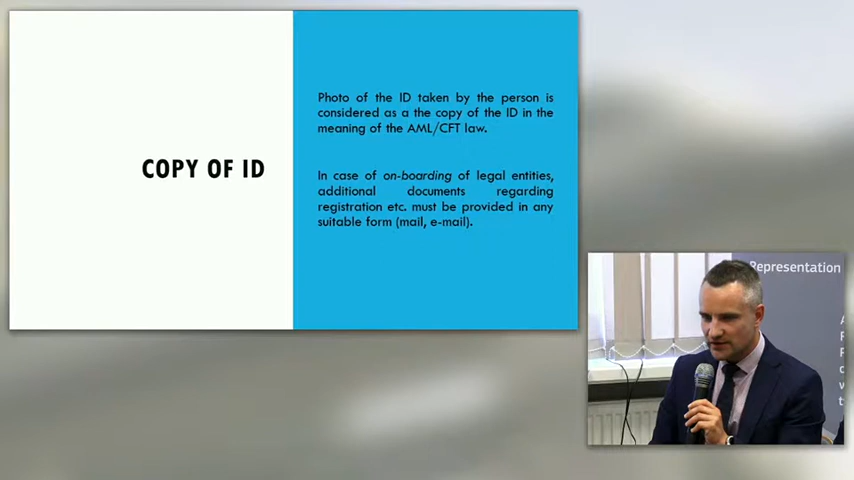 COPY OF ID
Photo of the ID taken by the person is
considered as a the copy of the ID in the
meaning of the AML/CFT law.
In case of on-boarding of legal entities,
additional documents regarding
registration etc. must be provided in any
suitable form (mail, e-mail).
Representation